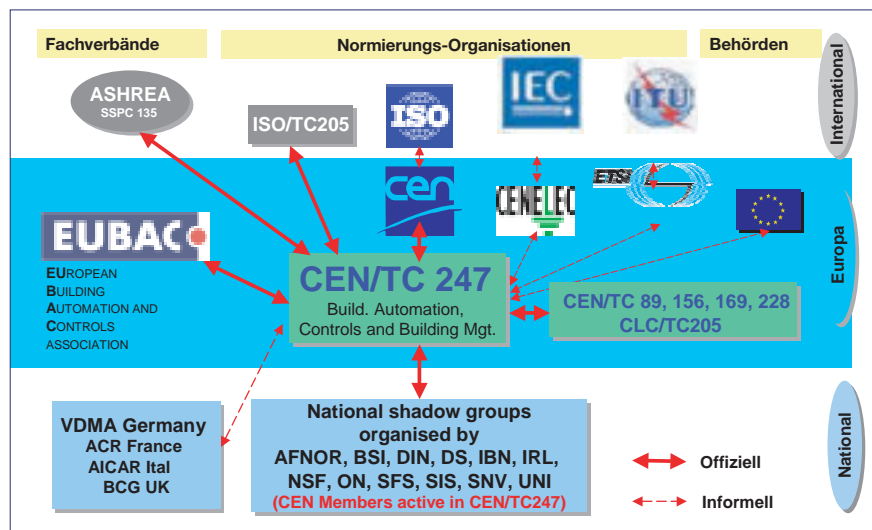 Fachverbände
Normierungs-Organisationen
Behörden
International
ASHREA
SSPC 135
ISO/TC205
ISO
IEC
ITU
cen
CENELEC
ETSI
EUBAC
EUROPEAN
BUILDING
AUTOMATION AND
CONTROLS
ASSOCIATION
CEN/TC 247
Build. Automation,
Controls and Building Mgt.
CEN/TC 89, 156, 169, 228
CLC/TC205
Europa
VDMA Germany
ACR France
AICAR Ital
BCG UK
National shadow groups
organised by
AFNOR, BSI, DIN, DS, IBN, IRL,
NSF, ON, SFS, SIS, SNV, UNI
(CEN Members active in CEN/TC247)
Offiziell
Informell
National